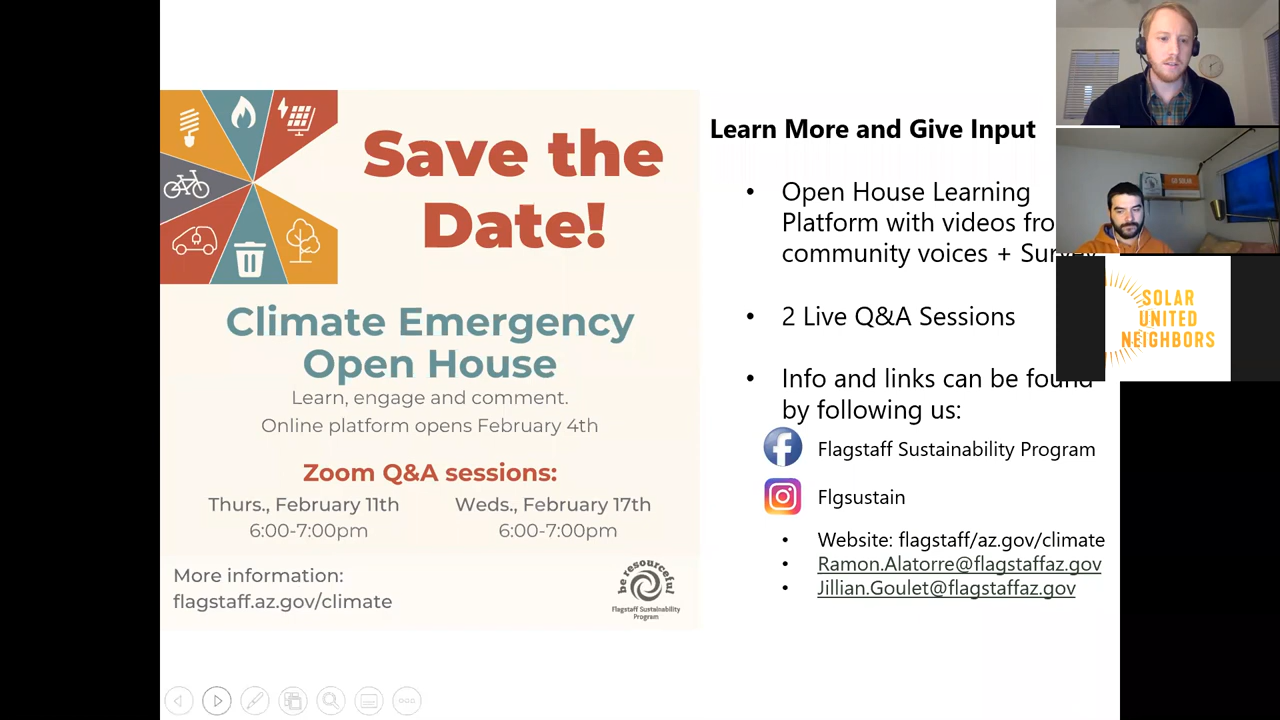 Save the
Date!
Climate Emergency
Open House
Learn, engage and comment.
Online platform opens February 4th
Zoom Q&A sessions:
Thurs., February 11th
6:00-7:00pm
Weds., February 17th
6:00-7:00pm
More information:
flagstaff.az.gov/climate
be resourceful
Flagstaff Sustainability
Program
Learn More and Give Input
• Open House Learning
Platform with videos fro
community voices + Survey
• 2 Live Q&A Sessions
• Info and links can be found
by following us:
Flagstaff Sustainability Program
Flgsustain
• Website: flagstaff/az.gov/climate
• Ramon.Alatorre@flagstaffaz.gov
• Jillian.Goulet@flagstaffaz.gov
SOLAR
UNITED
NEIGHBORS